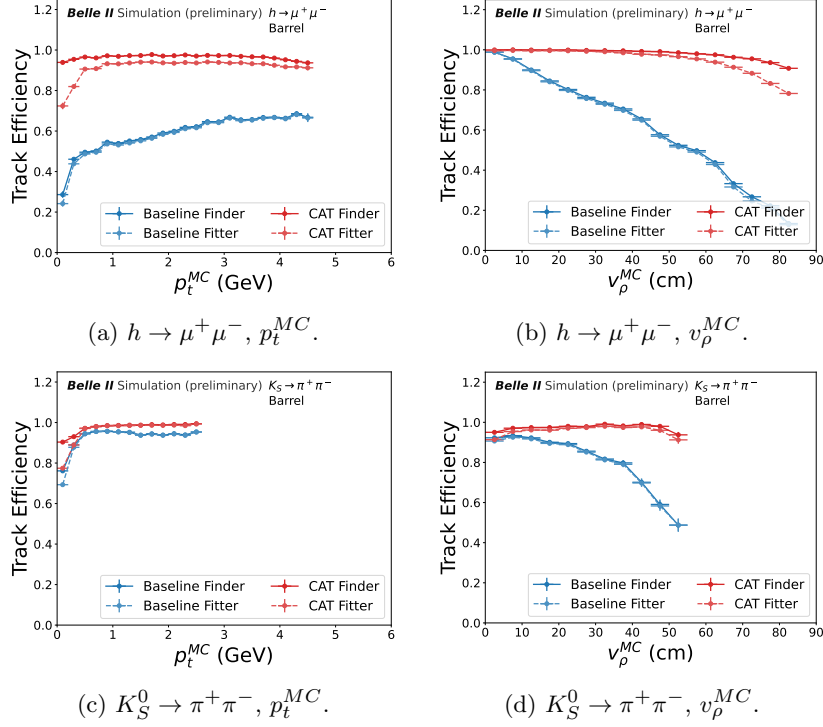 Belle II Simulation (preliminary) h → μ⁺μ⁻
Barrel
Track Efficiency
1.2
1.0
0.8
0.6
0.4
0.2
0.0
Baseline Finder
Baseline Fitter
CAT Finder
CAT Fitter
0 1 2 3 4 5 6
p_t^{MC} (GeV)
(a) h → μ⁺μ⁻, p_t^{MC}.
Belle II Simulation (preliminary) h → μ⁺μ⁻
Barrel
Track Efficiency
1.2
1.0
0.8
0.6
0.4
0.2
0.0
Baseline Finder
Baseline Fitter
CAT Finder
CAT Fitter
0 10 20 30 40 50 60 70 80 90
v_ρ^{MC} (cm)
(b) h → μ⁺μ⁻, v_ρ^{MC}.
Belle II Simulation (preliminary) K_S → π⁺π⁻
Barrel
Track Efficiency
1.2
1.0
0.8
0.6
0.4
0.2
0.0
Baseline Finder
Baseline Fitter
CAT Finder
CAT Fitter
0 1 2 3 4 5 6
p_t^{MC} (GeV)
(c) K_S^0 → π⁺π⁻, p_t^{MC}.
Belle II Simulation (preliminary) K_S → π⁺π⁻
Barrel
Track Efficiency
1.2
1.0
0.8
0.6
0.4
0.2
0.0
Baseline Finder
Baseline Fitter
CAT Finder
CAT Fitter
0 10 20 30 40 50 60 70 80 90
v_ρ^{MC} (cm)
(d) K_S^0 → π⁺π⁻, v_ρ^{MC}.